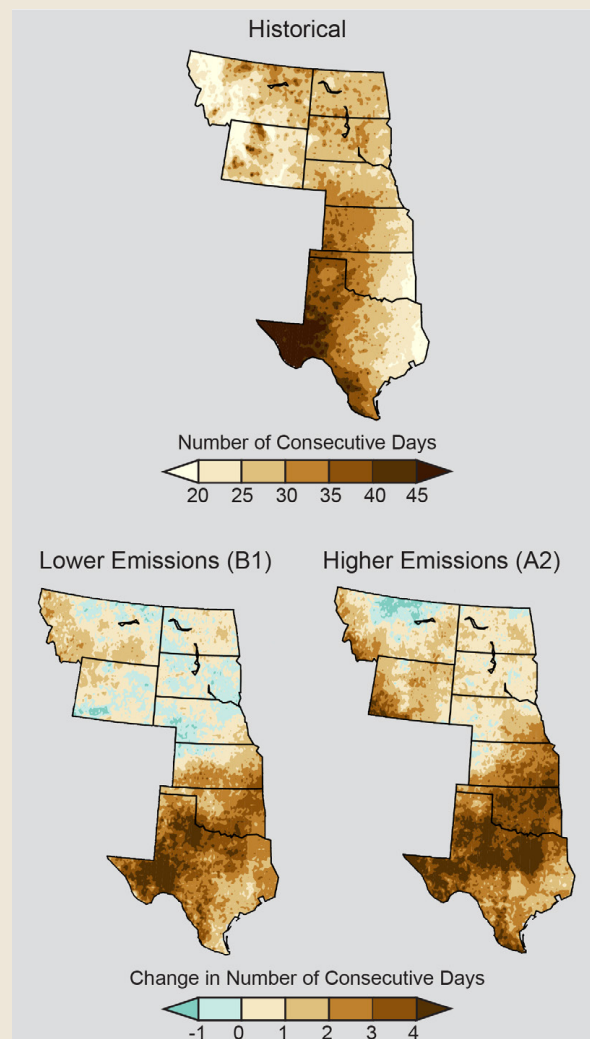 Historical
Number of Consecutive Days
20 25 30 35 40 45
Lower Emissions (B1)
Higher Emissions (A2)
Change in Number of Consecutive Days
-1 0 1 2 3 4